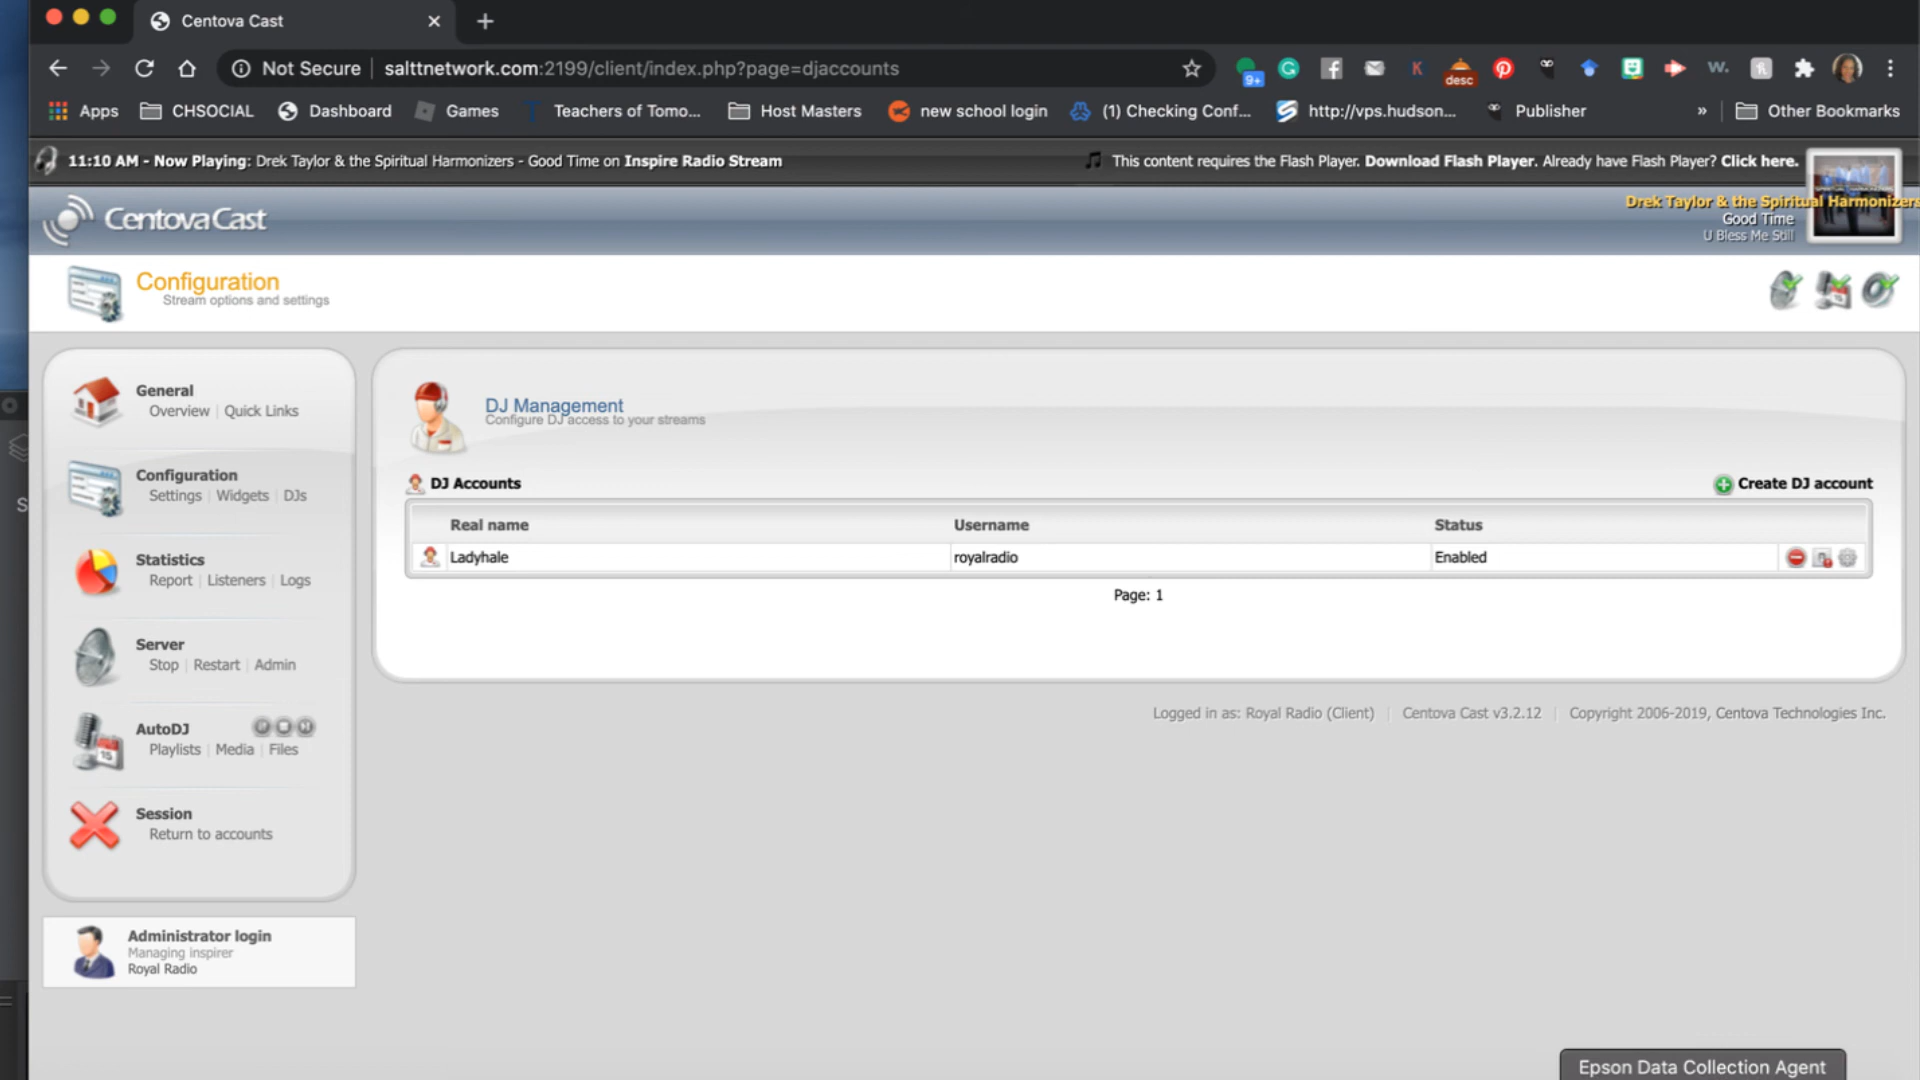 Centova Cast
Not Secure salttnetwork.com:2199/client/index.php?page=djaccounts
9+ desc W.
Apps CHSOCIAL Dashboard Games Teachers of Tomo... Host Masters new school login (1) Checking Conf... http://vps.hudson... Publisher » Other Bookmarks
11:10 AM - Now Playing: Drek Taylor & the Spiritual Harmonizers - Good Time on Inspire Radio Stream
This content requires the Flash Player. Download Flash Player. Already have Flash Player? Click here.
CentovaCast
Drek Taylor & the Spiritual Harmonizers
Good Time
U Bless Me Still
Configuration
Stream options and settings
General
Overview | Quick Links
Configuration
Settings | Widgets | DJs
Statistics
Report | Listeners | Logs
Server
Stop | Restart | Admin
AutoDJ
Playlists | Media | Files
Session
Return to accounts
Administrator login
Managing inspirer
Royal Radio
DJ Management
Configure DJ access to your streams
DJ Accounts
Create DJ account
Real name Username Status
Ladyhale royalradio Enabled
Page: 1
Logged in as: Royal Radio (Client) | Centova Cast v3.2.12 | Copyright 2006-2019, Centova Technologies Inc.
Epson Data Collection Agent